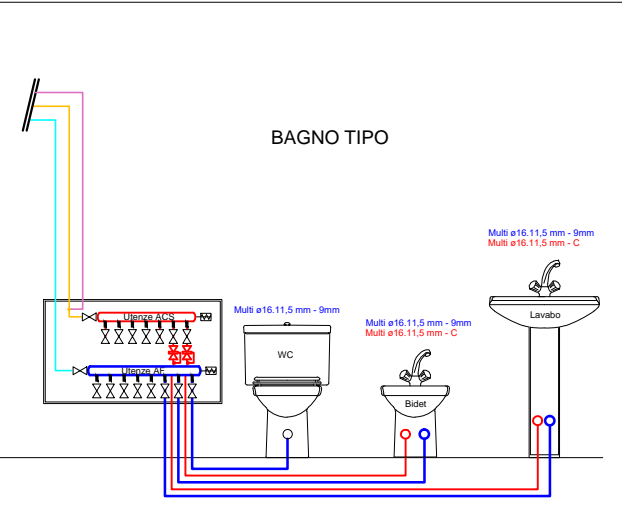 BAGNO TIPO
Multi ø16.11,5 mm - 9mm
Multi ø16.11,5 mm - C
Multi ø16.11,5 mm - 9mm
Utenze ACS
Lavabo
Multi ø16.11,5 mm - 9mm
Multi ø16.11,5 mm - C
WC
Utenze AF
Bidet